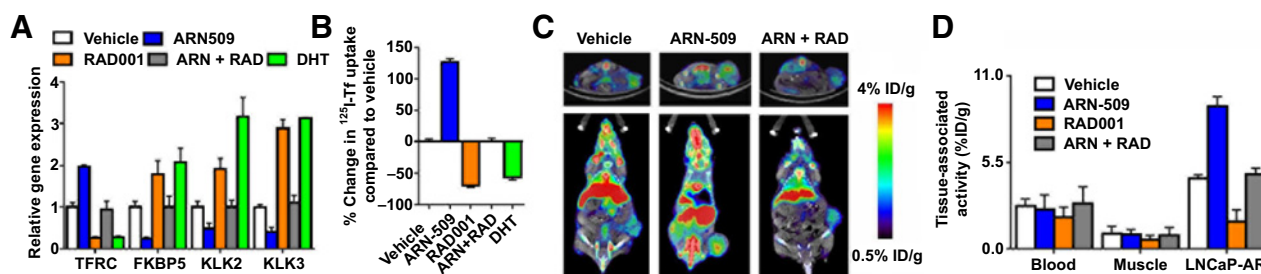 A
Vehicle ARN509
RAD001 ARN + RAD DHT
Relative gene expression
4
3
2
1
0
TFRC FKBP5 KLK2 KLK3
B
% Change in ¹²⁵I-Tf uptake
compared to vehicle
150
100
50
0
−50
−100
Vehicle
ARN-509
RAD001
ARN+RAD
DHT
C
Vehicle ARN-509 ARN + RAD
4% ID/g
0.5% ID/g
D
Tissue-associated
activity (%ID/g)
11.0
5.5
0.0
Vehicle
ARN-509
RAD001
ARN + RAD
Blood Muscle LNCaP-AR